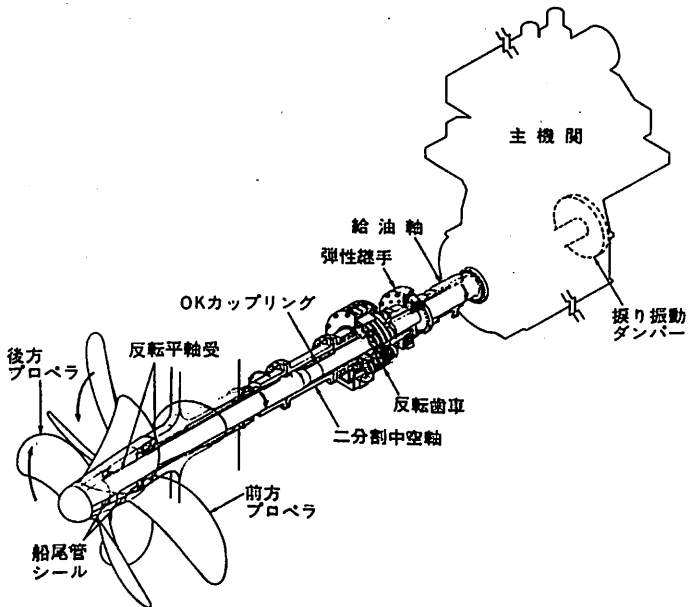 主機関
給油軸
弾性継手
OKカップリング
捩り振動
ダンパー
後方
プロペラ
反転平軸受
反転歯車
二分割中空軸
前方
プロペラ
船尾管
シール